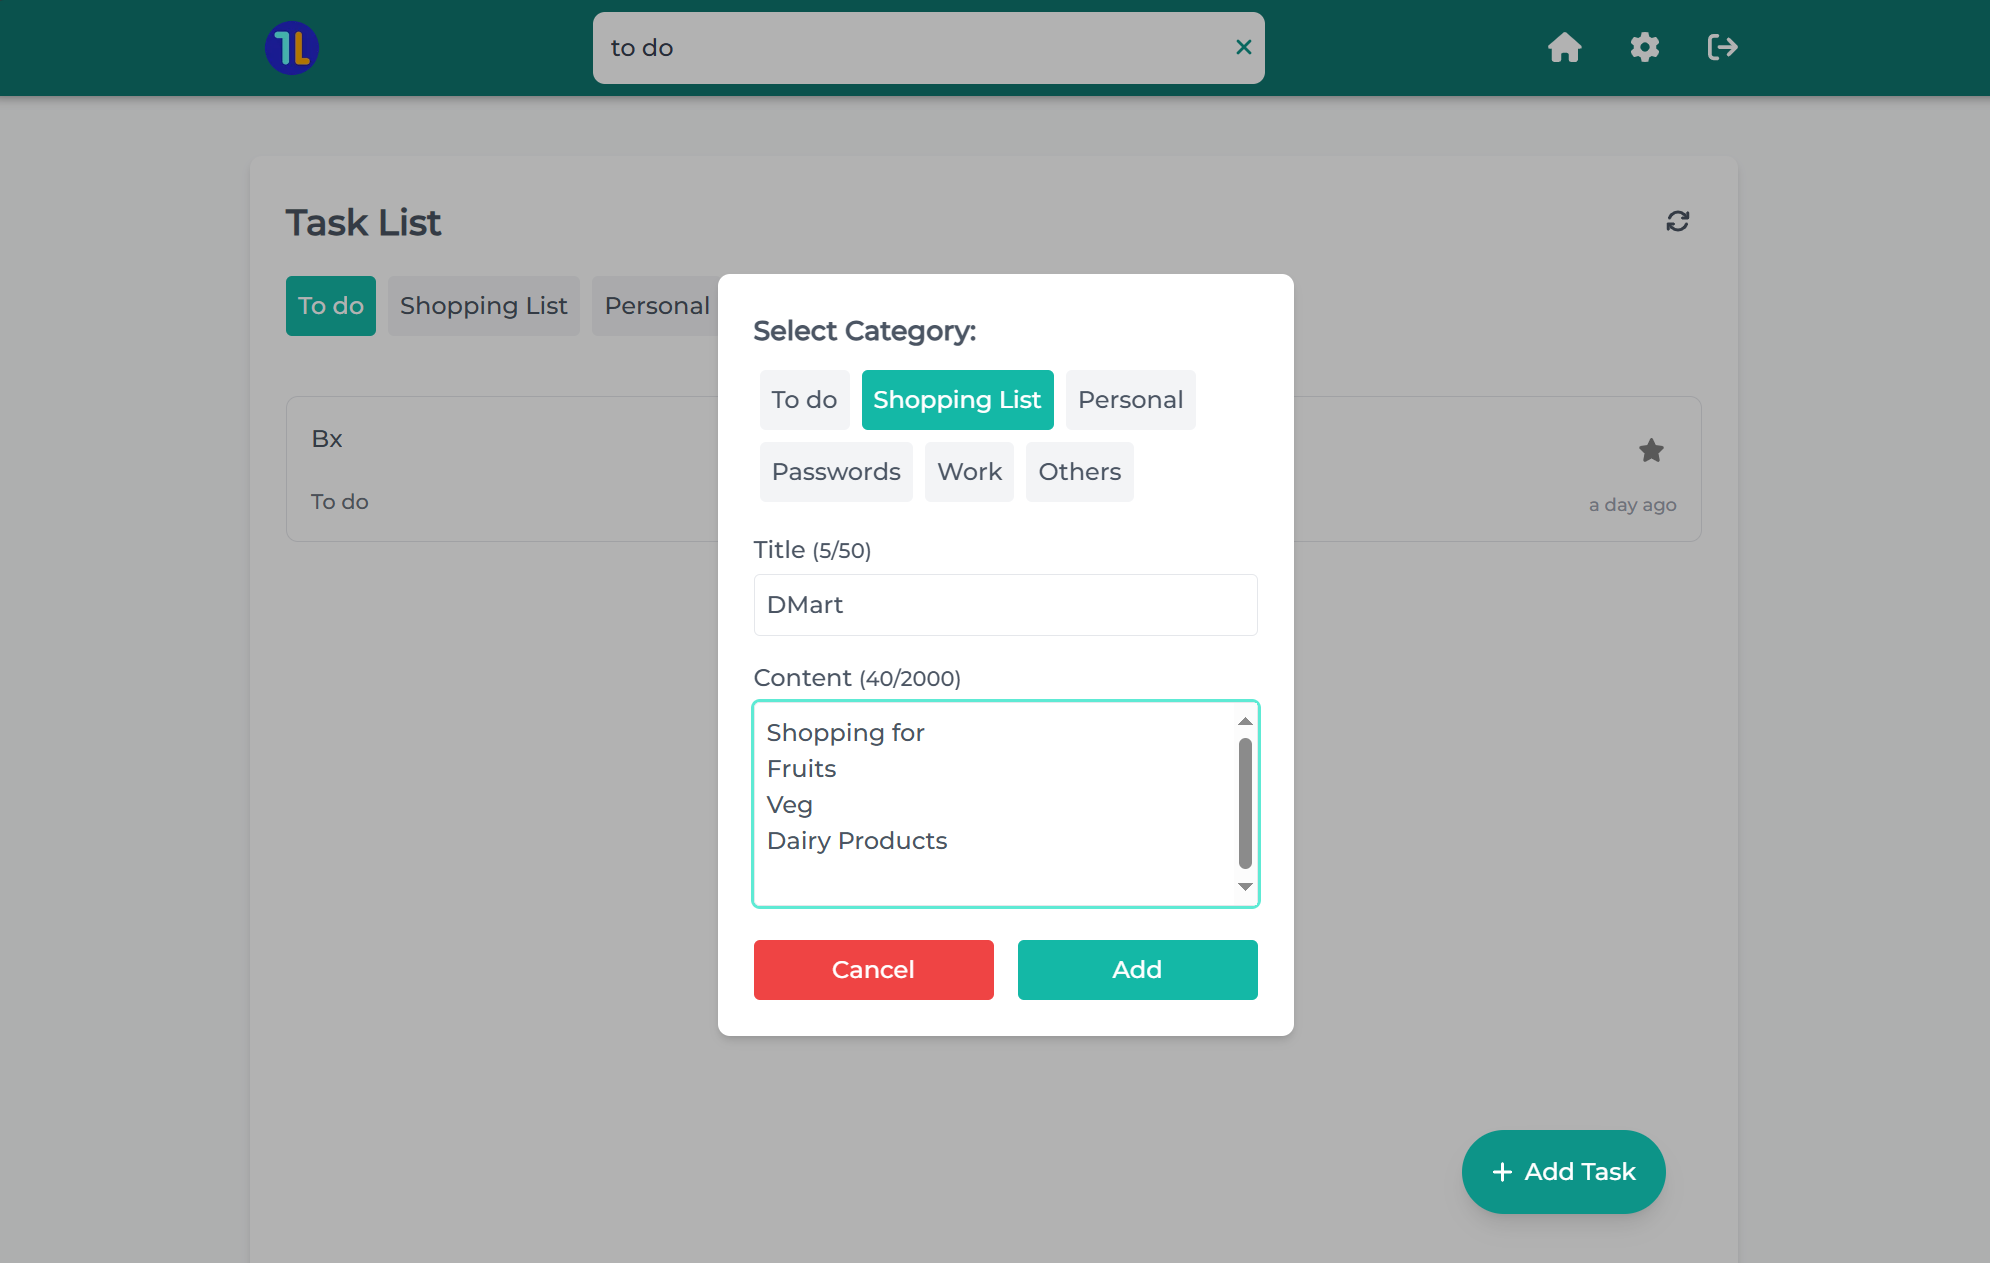 TL
to do
Task List
To do
Shopping List
Personal
Bx
To do
a day ago
Select Category:
To do
Shopping List
Personal
Passwords
Work
Others
Title (5/50)
DMart
Content (40/2000)
Shopping for
Fruits
Veg
Dairy Products
Cancel
Add
+ Add Task